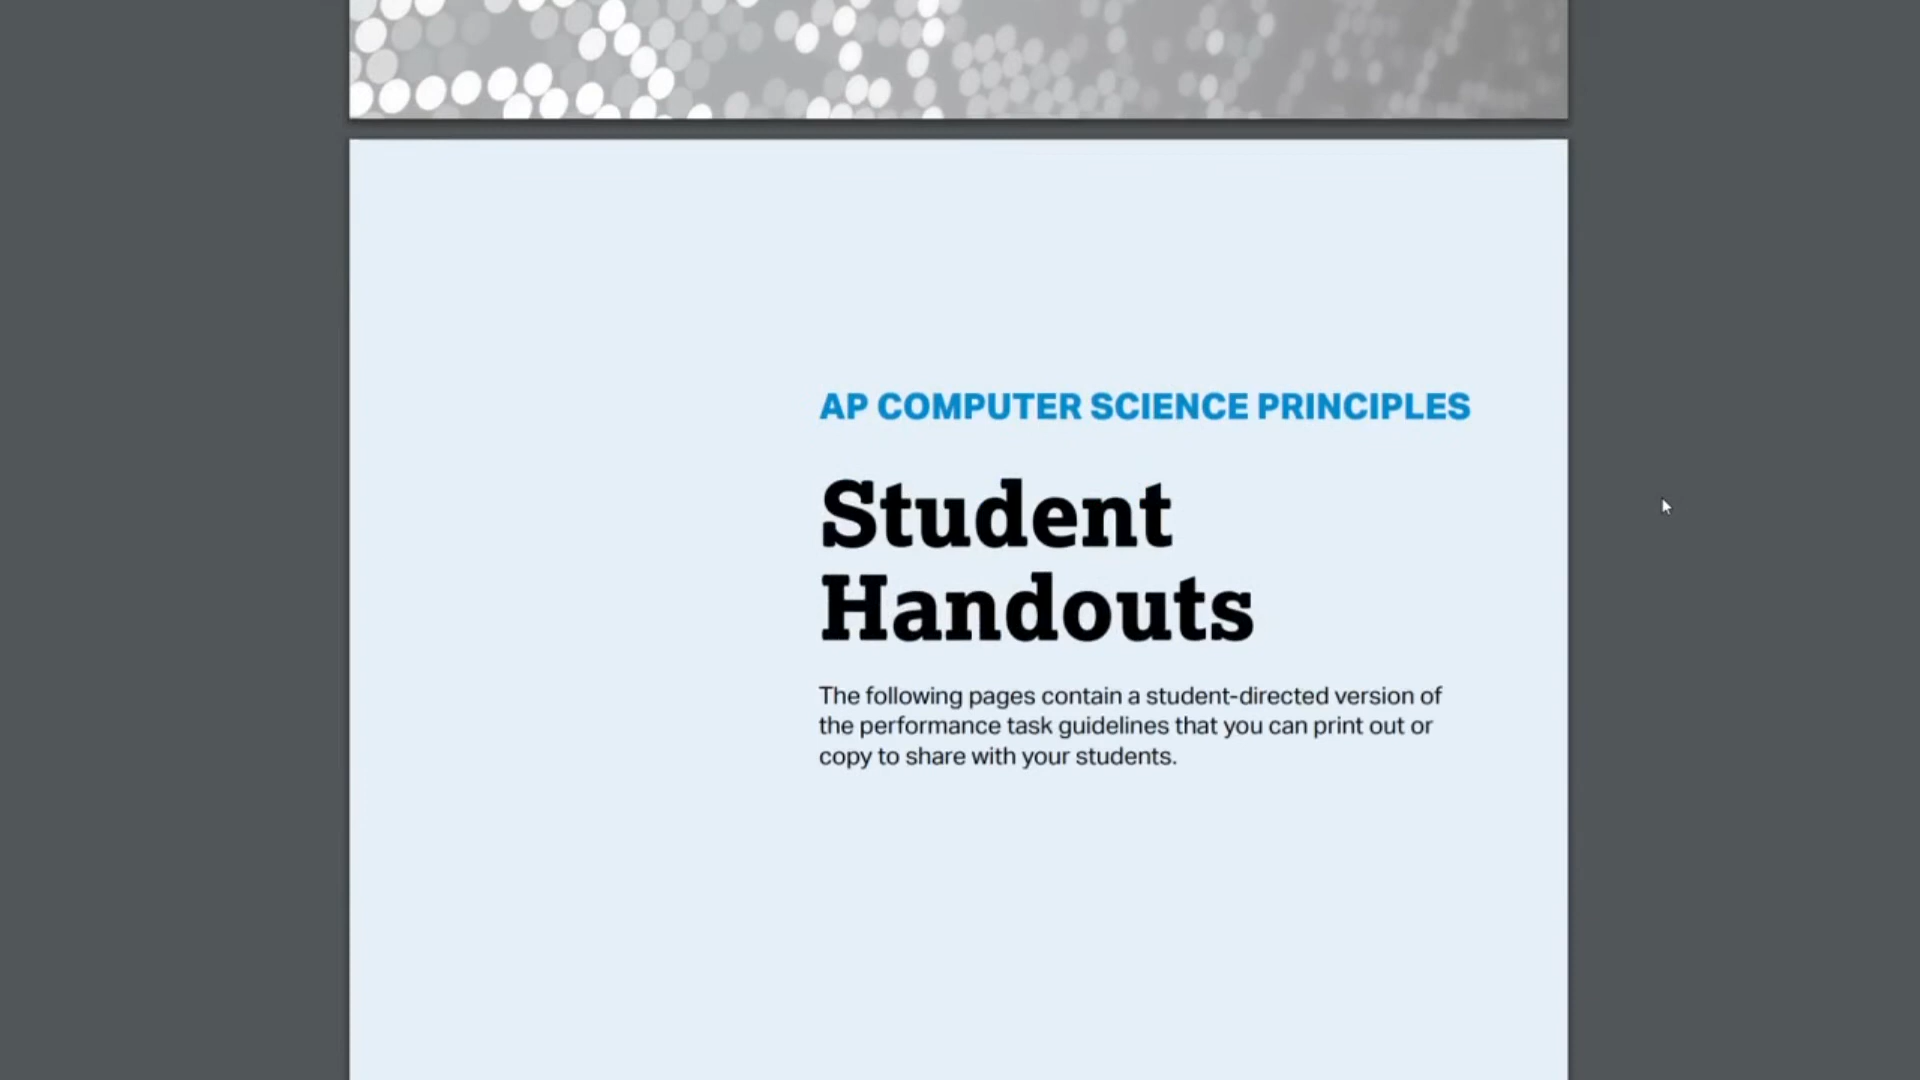 AP COMPUTER SCIENCE PRINCIPLES
Student
Handouts
The following pages contain a student-directed version of
the performance task guidelines that you can print out or
copy to share with your students.